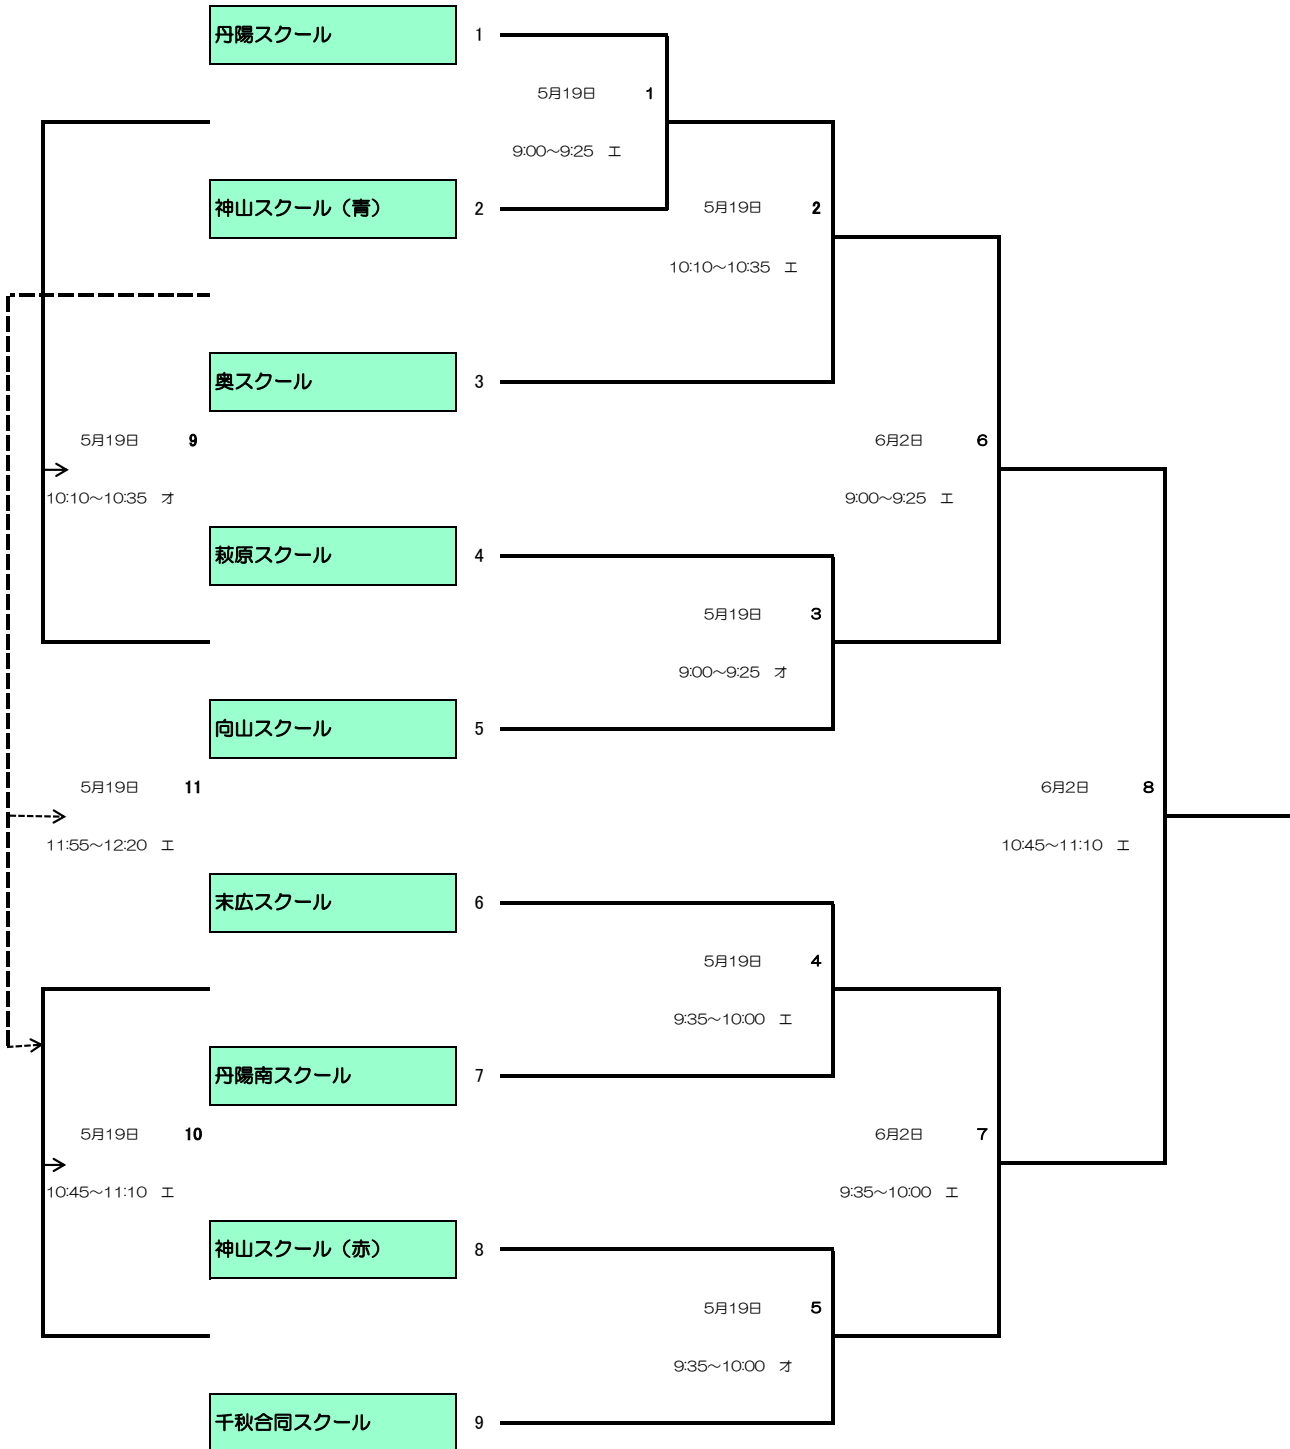 丹陽スクール 1
5月19日 1
9:00～9:25 エ
神山スクール（青） 2
5月19日 2
10:10～10:35 エ
奥スクール 3
5月19日 9
6月2日 6
10:10～10:35 オ
9:00～9:25 エ
萩原スクール 4
5月19日 3
9:00～9:25 オ
向山スクール 5
5月19日 11
6月2日 8
11:55～12:20 エ
10:45～11:10 エ
末広スクール 6
5月19日 4
9:35～10:00 エ
丹陽南スクール 7
5月19日 10
6月2日 7
10:45～11:10 エ
9:35～10:00 エ
神山スクール（赤） 8
5月19日 5
9:35～10:00 オ
千秋合同スクール 9